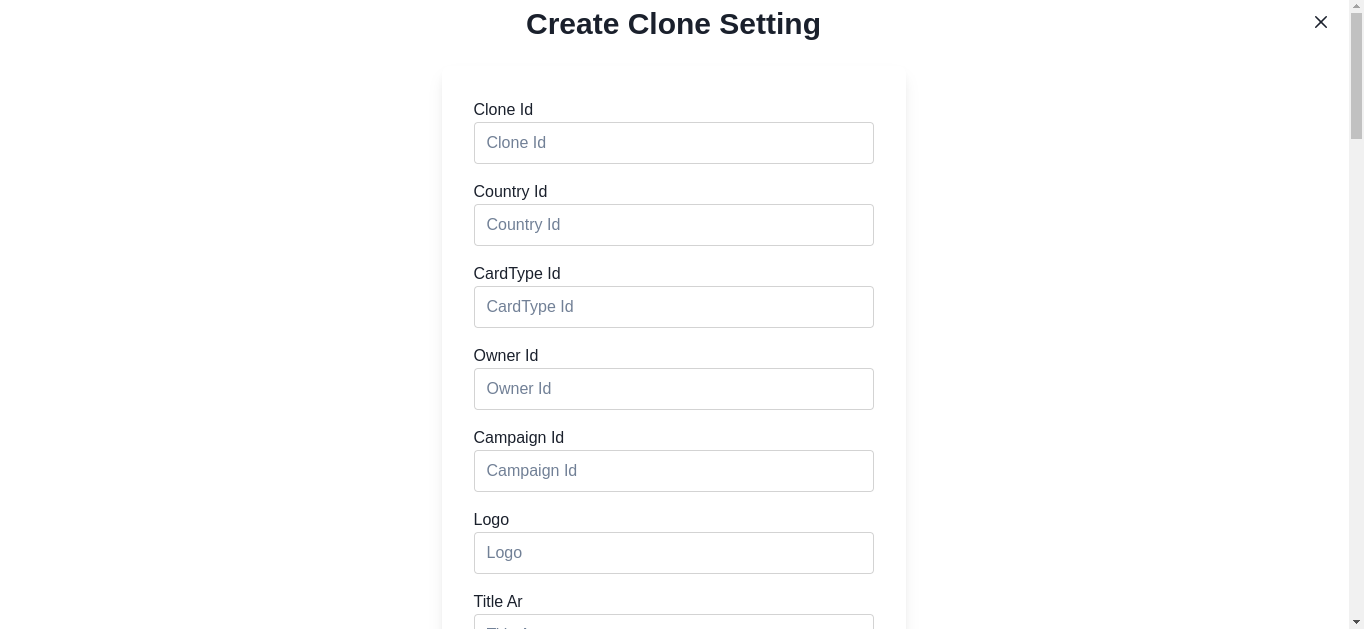 Create Clone Setting
Clone Id
Clone Id
Country Id
Country Id
CardType Id
CardType Id
Owner Id
Owner Id
Campaign Id
Campaign Id
Logo
Logo
Title Ar